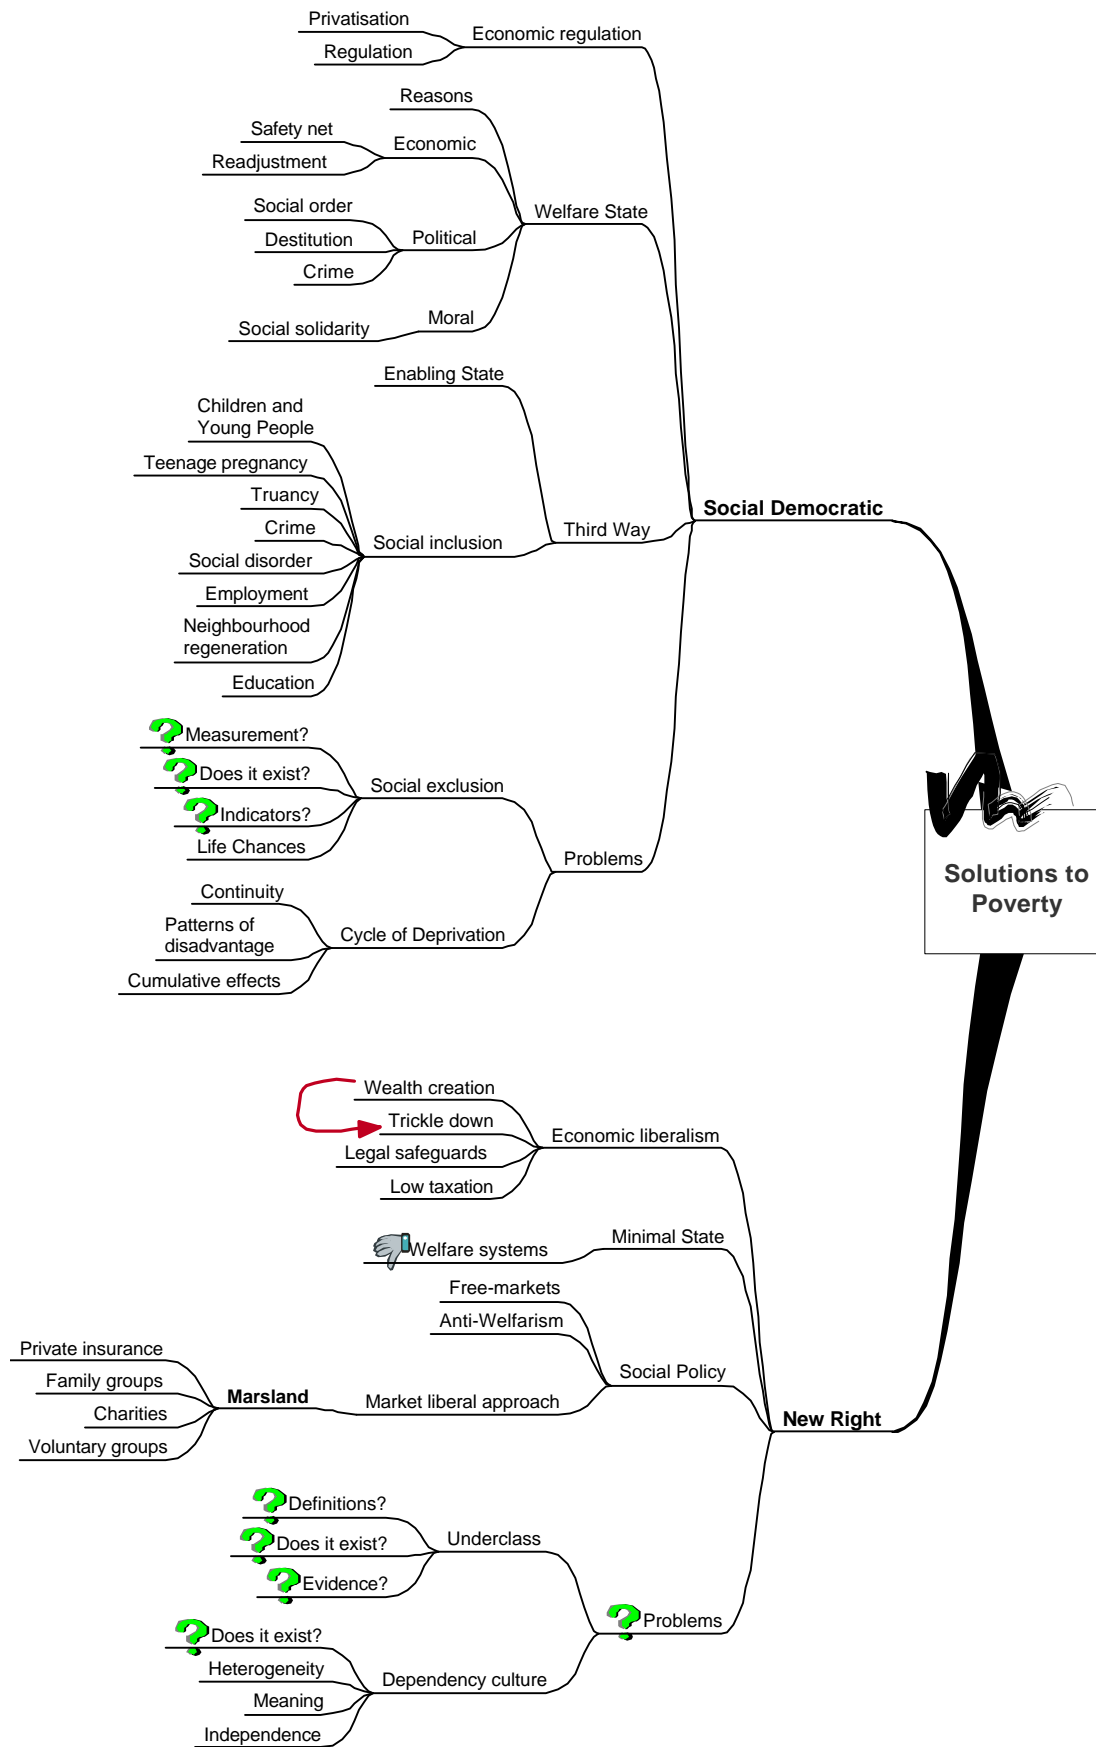 Privatisation
Economic regulation
Regulation
Reasons
Safety net
Economic
Readjustment
Social order
Welfare State
Destitution
Political
Crime
Social solidarity
Moral
Enabling State
Children and
Young People
Teenage pregnancy
Truancy
Crime
Social inclusion
Third Way
Social Democratic
Social disorder
Employment
Neighbourhood
regeneration
Education
Measurement?
Does it exist?
Social exclusion
Indicators?
Life Chances
Problems
Solutions to
Poverty
Continuity
Patterns of
disadvantage
Cycle of Deprivation
Cumulative effects
Wealth creation
Trickle down
Economic liberalism
Legal safeguards
Low taxation
Minimal State
Welfare systems
Free-markets
Anti-Welfarism
Social Policy
Private insurance
Family groups
Marsland
Market liberal approach
Charities
Voluntary groups
New Right
Definitions?
Underclass
Does it exist?
Evidence?
Problems
Does it exist?
Heterogeneity
Dependency culture
Meaning
Independence